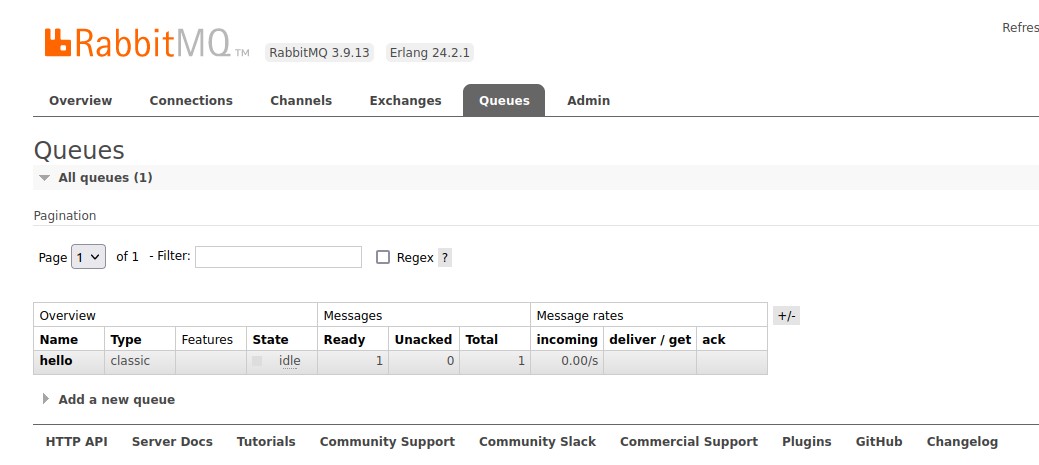 Refres
RabbitMQ TM RabbitMQ 3.9.13 Erlang 24.2.1
Overview Connections Channels Exchanges Queues Admin
Queues
All queues (1)
Pagination
Page 1 of 1 - Filter: Regex ?
Overview Messages Message rates +/-
Name Type Features State Ready Unacked Total incoming deliver / get ack
hello classic idle 1 0 1 0.00/s
Add a new queue
HTTP API Server Docs Tutorials Community Support Community Slack Commercial Support Plugins GitHub Changelog